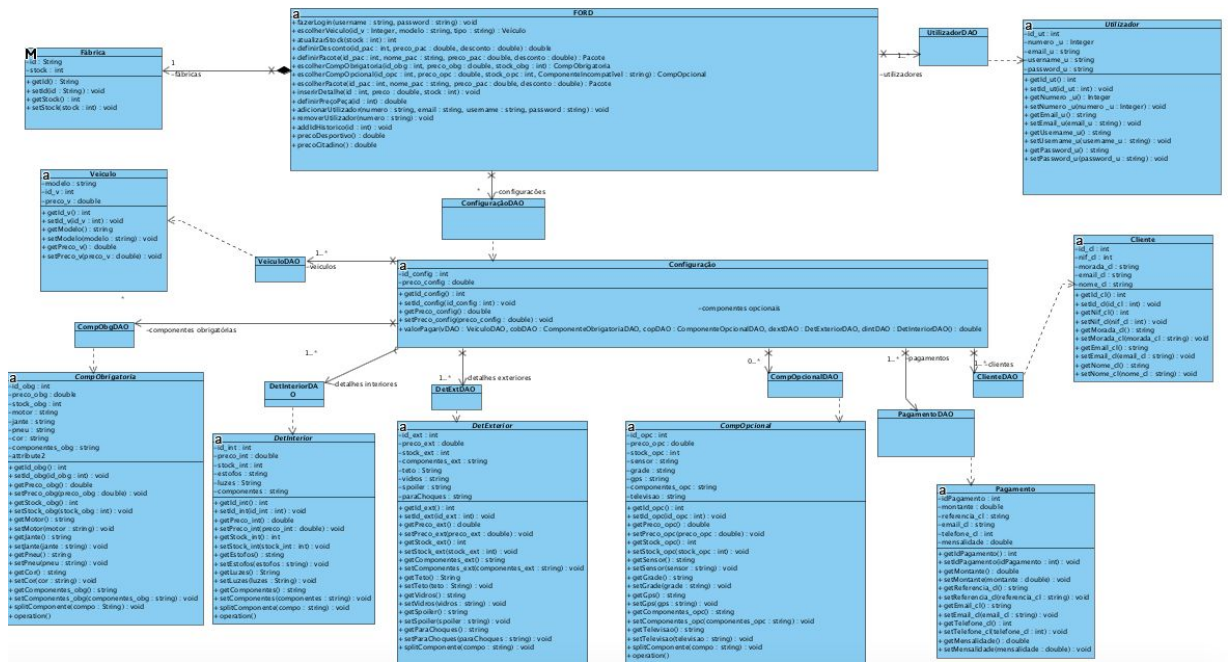 FORD
+fazerLogin(username : string, password : string) : void
+escolherVeiculo(id_v : Integer, modelo : string, tipo : string) : Veiculo
+atualizarStock(stock : int) : int
+definirDesconto(id_pac : int, preco_pac : double, desconto : double) : double
+definirPacote(id_pac : int, nome_pac : string, preco_pac : double, desconto : double) : Pacote
+escolherCompObrigatoria(id_obg : int, preco_obg : double, stock_obg : int) : CompObrigatoria
+escolherCompOpcional(id_opc : int, preco_opc : double, stock_opc : int, ComponenteIncompatível : string) : CompOpcional
+escolherPacote(id_pac : int, nome_pac : string, preco_pac : double, desconto : double) : Pacote
+inserirDetalhe(id : int, preco : double, stock : int) : void
+definirPreçoPeça(id : int) : double
+adicionarUtilizador(numero : string, email : string, username : string, password : string) : void
+removerUtilizador(numero : string) : void
+addIdHistorico(id : int) : void
+precoDesportivo() : double
+precoCitadino() : double
M
Fábrica
-id : String
-stock : int
+getId() : String
+setId(id : String) : void
+getStock() : int
+setStock(stock : int) : void
1
-fábricas
UtilizadorDAO
1..*
-utilizadores
Utilizador
-id_ut : int
-numero _u : Integer
-email_u : string
-username_u : string
-password_u : string
+getId_ut() : int
+setId_ut(id_ut : int) : void
+getNumero _u() : Integer
+setNumero _u(numero _u : Integer) : void
+getEmail_u() : string
+setEmail_u(email_u : string) : void
+getUsername_u() : string
+setUsername_u(username_u : string) : void
+getPassword_u() : string
+setPassword_u(password_u : string) : void
*
-configuracões
ConfiguraçãoDAO
Veiculo
-modelo : string
-id_v : int
-preco_v : double
+getId_v() : int
+setId_v(id_v : int) : void
+getModelo() : string
+setModelo(modelo : string) : void
+getPreco_v() : double
+setPreco_v(preco_v : double) : void
VeiculoDAO
1..*
-veiculos
Configuração
-id_config : int
-preco_config : double
+getId_config() : int
+setId_config(id_config : int) : void
+getPreco_config() : double
+setPreco_config(preco_config : double) : void
+valorPagar(vDAO : VeiculoDAO, cobDAO : ComponenteObrigatoriaDAO, copDAO : ComponenteOpcionalDAO, dextDAO : DetExteriorDAO, dintDAO : DetInteriorDAO() : double
-componentes opcionais
Cliente
-id_cl : int
-nif_cl : int
-morada_cl : string
-email_cl : string
-nome_cl : string
+getId_cl() : int
+setId_cl(id_cl : int) : void
+getNif_cl() : int
+setNif_cl(nif_cl : int) : void
+getMorada_cl() : string
+setMorada_cl(morada_cl : string) : void
+getEmail_cl() : string
+setEmail_cl(email_cl : string) : void
+getNome_cl() : string
+setNome_cl(nome_cl : string) : void
*
CompObgDAO
-componentes obrigatórias
1..*
DetInteriorDA
O
-detalhes interiores
1..*
-detalhes exteriores
DetExtDAO
0..*
CompOpcionalDAO
1..*
-pagamentos
PagamentoDAO
1..*
-clientes
ClienteDAO
CompObrigatoria
-id_obg : int
-preco_obg : double
-stock_obg : int
-motor : string
-jante : string
-pneu : string
-cor : string
-componentes_obg : string
-attribute2
+getId_obg() : int
+setId_obg(id_obg : int) : void
+getPreco_obg() : double
+setPreco_obg(preco_obg : double) : void
+getStock_obg() : int
+setStock_obg(stock_obg : int) : void
+getMotor() : string
+setMotor(motor : string) : void
+getJante() : string
+setJante(jante : string) : void
+getPneu() : string
+setPneu(pneu : string) : void
+getCor() : string
+setCor(cor : string) : void
+getComponentes_obg() : string
+setComponentes_obg(componentes_obg : string) : void
+splitComponente(compo : String) : void
+operation()
DetInterior
-id_int : int
-preco_int : double
-stock_int : int
-estofos : string
-luzes : String
-componentes : string
+getId_int() : int
+setId_int(id_int : int) : void
+getPreco_int() : double
+setPreco_int(preco_int : double) : void
+getStock_int() : int
+setStock_int(stock_int : int) : void
+getEstofos() : string
+setEstofos(estofos : string) : void
+getLuzes() : String
+setLuzes(luzes : String) : void
+getComponentes() : string
+setComponentes(componentes : string) : void
+splitComponente(compo : string) : void
+operation()
DetExterior
-id_ext : int
-preco_ext : double
-stock_ext : int
-componentes_ext : string
-teto : String
-vidros : string
-spoiler : string
-paraChoques : string
+getId_ext() : int
+setId_ext(id_ext : int) : void
+getPreco_ext() : double
+setPreco_ext(preco_ext : double) : void
+getStock_ext() : int
+setStock_ext(stock_ext : int) : void
+getComponentes_ext() : string
+setComponentes_ext(componentes_ext : string) : void
+getTeto() : String
+setTeto(teto : String) : void
+getVidros() : string
+setVidros(vidros : string) : void
+getSpoiler() : string
+setSpoiler(spoiler : string) : void
+getParaChoques() : string
+setParaChoques(paraChoques : string) : void
+splitComponente(compo : string) : void
CompOpcional
-id_opc : int
-preco_opc : double
-stock_opc : int
-sensor : string
-grade : string
-gps : string
-componentes_opc : string
-televisao : string
+getId_opc() : int
+setId_opc(id_opc : int) : void
+getPreco_opc() : double
+setPreco_opc(preco_opc : double) : void
+getStock_opc() : int
+setStock_opc(stock_opc : int) : void
+getSensor() : string
+setSensor(sensor : string) : void
+getGrade() : string
+setGrade(grade : string) : void
+getGps() : string
+setGps(gps : string) : void
+getComponentes_opc() : string
+setComponentes_opc(componentes_opc : string) : void
+getTelevisao() : string
+setTelevisao(televisao : string) : void
+splitComponente(compo : string) : void
+operation()
Pagamento
-idPagamento : int
-montante : double
-referencia_cl : string
-email_cl : string
-telefone_cl : int
-mensalidade : double
+getIdPagamento() : int
+setIdPagamento(idPagamento : int) : void
+getMontante() : double
+setMontante(montante : double) : void
+getReferencia_cl() : string
+setReferencia_cl(referencia_cl : string) : void
+getEmail_cl() : string
+setEmail_cl(email_cl : string) : void
+getTelefone_cl() : int
+setTelefone_cl(telefone_cl : int) : void
+getMensalidade() : double
+setMensalidade(mensalidade : double) : void